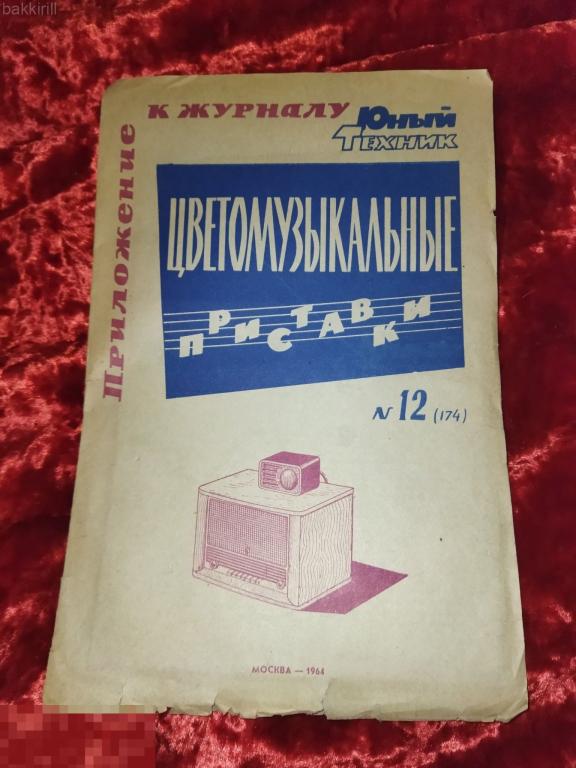 bakkirill
Приложение
к журналу
Юный
Техник
ЦВЕТОМУЗЫКАЛЬНЫЕ
ПРИСТАВКИ
№ 12 (174)
МОСКВА — 1964